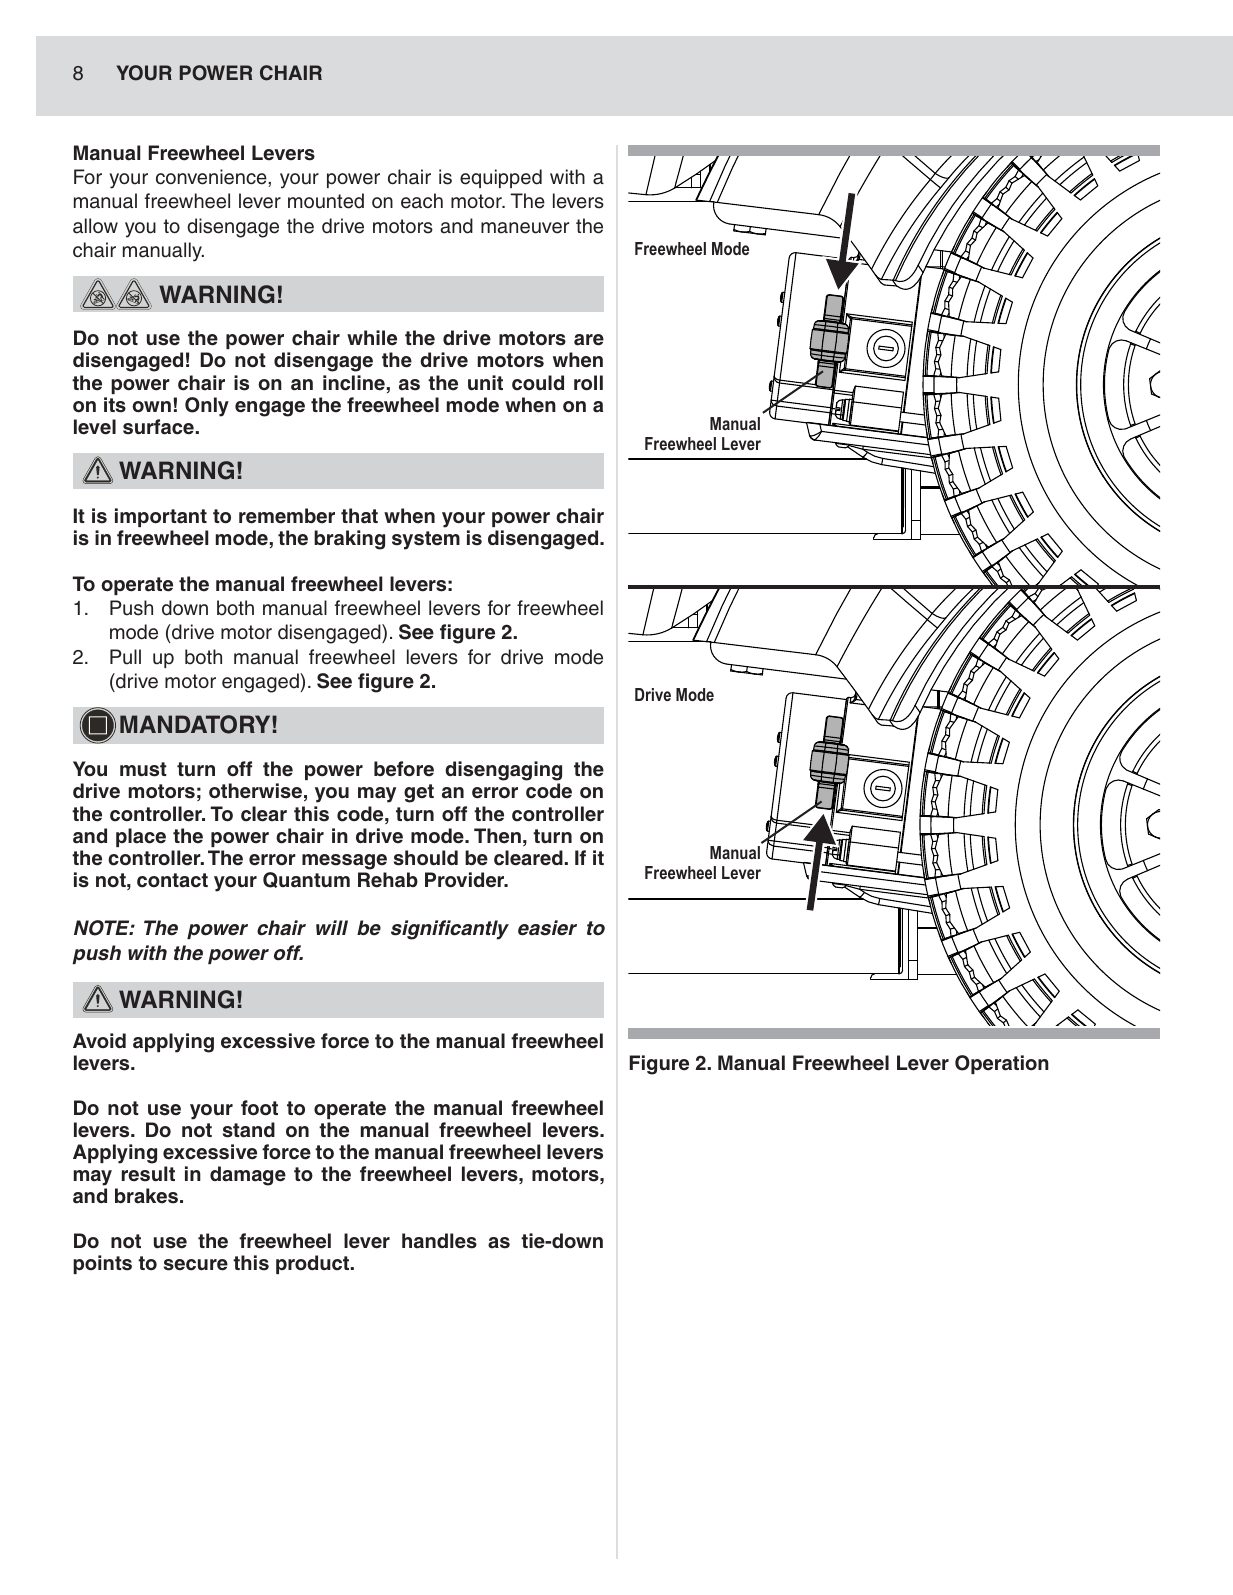 8 YOUR POWER CHAIR
Manual Freewheel Levers
For your convenience, your power chair is equipped with a
manual freewheel lever mounted on each motor. The levers
allow you to disengage the drive motors and maneuver the
chair manually.
WARNING!
Do not use the power chair while the drive motors are
disengaged! Do not disengage the drive motors when
the power chair is on an incline, as the unit could roll
on its own! Only engage the freewheel mode when on a
level surface.
WARNING!
It is important to remember that when your power chair
is in freewheel mode, the braking system is disengaged.
To operate the manual freewheel levers:
1. Push down both manual freewheel levers for freewheel
mode (drive motor disengaged). See figure 2.
2. Pull up both manual freewheel levers for drive mode
(drive motor engaged). See figure 2.
MANDATORY!
You must turn off the power before disengaging the
drive motors; otherwise, you may get an error code on
the controller. To clear this code, turn off the controller
and place the power chair in drive mode. Then, turn on
the controller. The error message should be cleared. If it
is not, contact your Quantum Rehab Provider.
NOTE: The power chair will be significantly easier to
push with the power off.
WARNING!
Avoid applying excessive force to the manual freewheel
levers.
Do not use your foot to operate the manual freewheel
levers. Do not stand on the manual freewheel levers.
Applying excessive force to the manual freewheel levers
may result in damage to the freewheel levers, motors,
and brakes.
Do not use the freewheel lever handles as tie-down
points to secure this product.
Freewheel Mode
Manual
Freewheel Lever
Drive Mode
Manual
Freewheel Lever
Figure 2. Manual Freewheel Lever Operation